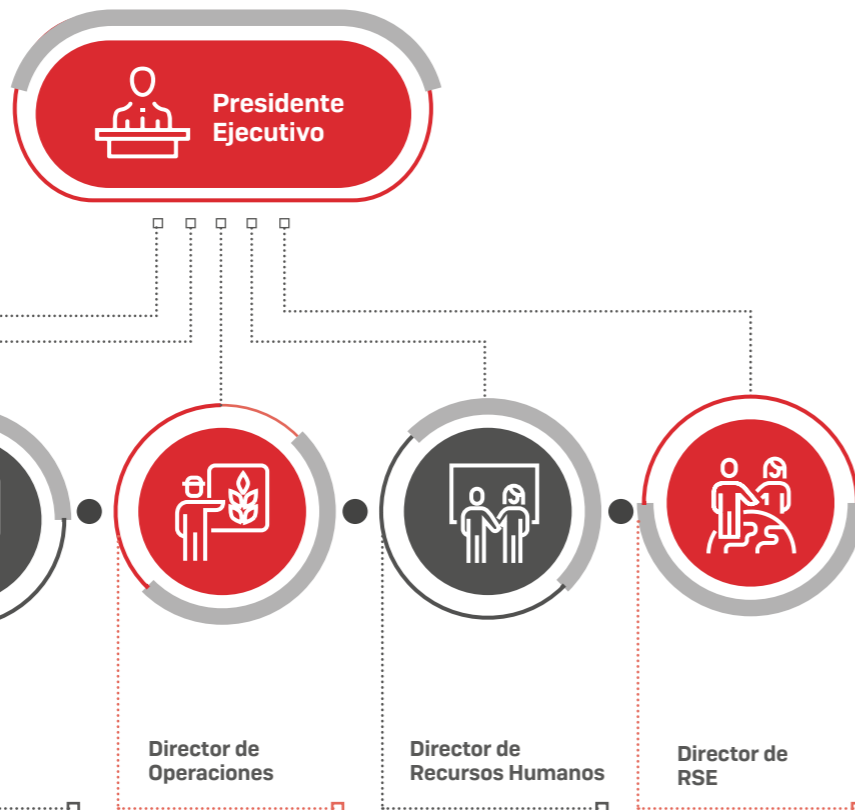 Presidente
Ejecutivo
Director de
Operaciones
Director de
Recursos Humanos
Director de
RSE